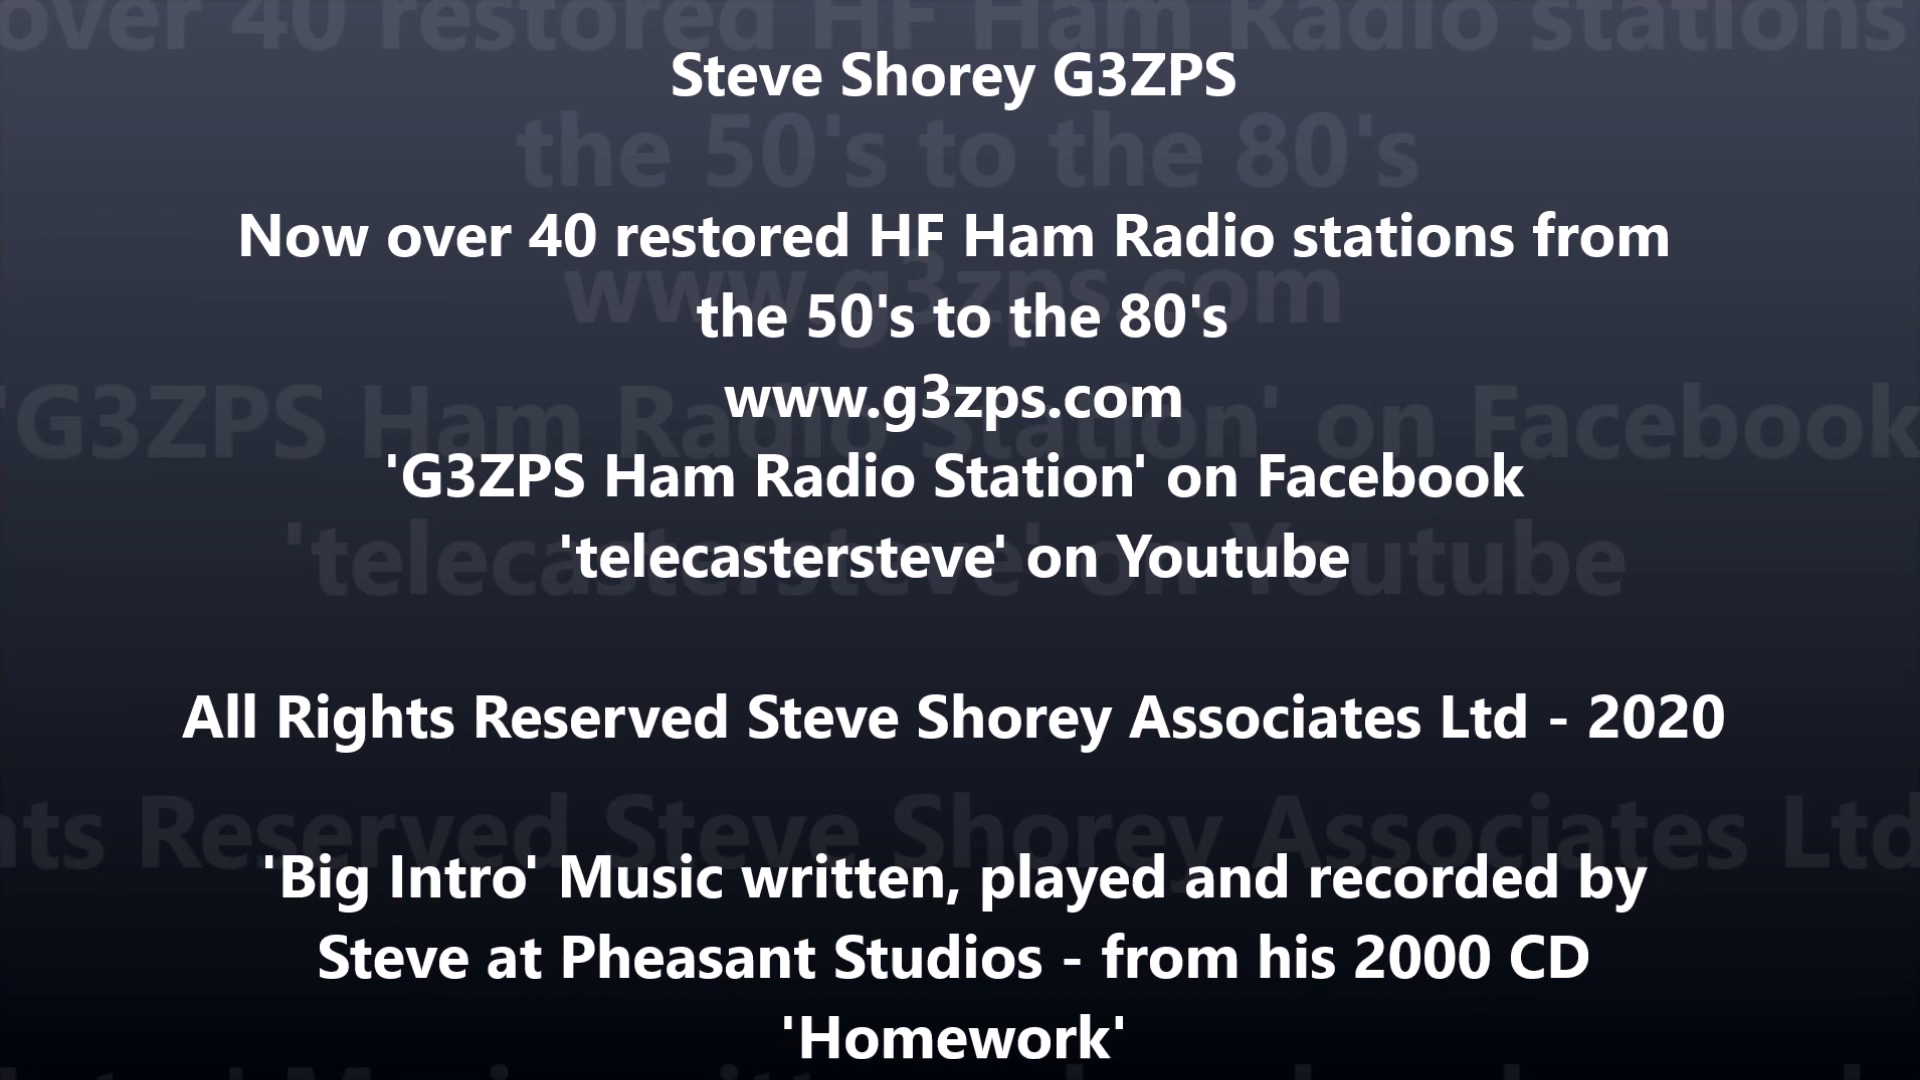 Steve Shorey G3ZPS
Now over 40 restored HF Ham Radio stations from
the 50's to the 80's
www.g3zps.com
'G3ZPS Ham Radio Station' on Facebook
'telecastersteve' on Youtube
All Rights Reserved Steve Shorey Associates Ltd - 2020
'Big Intro' Music written, played and recorded by
Steve at Pheasant Studios - from his 2000 CD
'Homework'